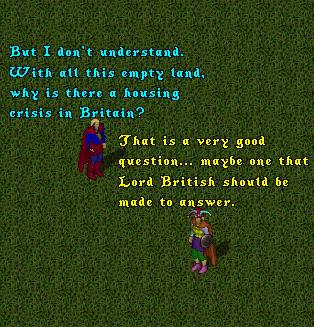 But I don't understand.
With all this empty land,
why is there a housing
crisis in Britain?
That is a very good
question... maybe one that
Lord British should be
made to answer.